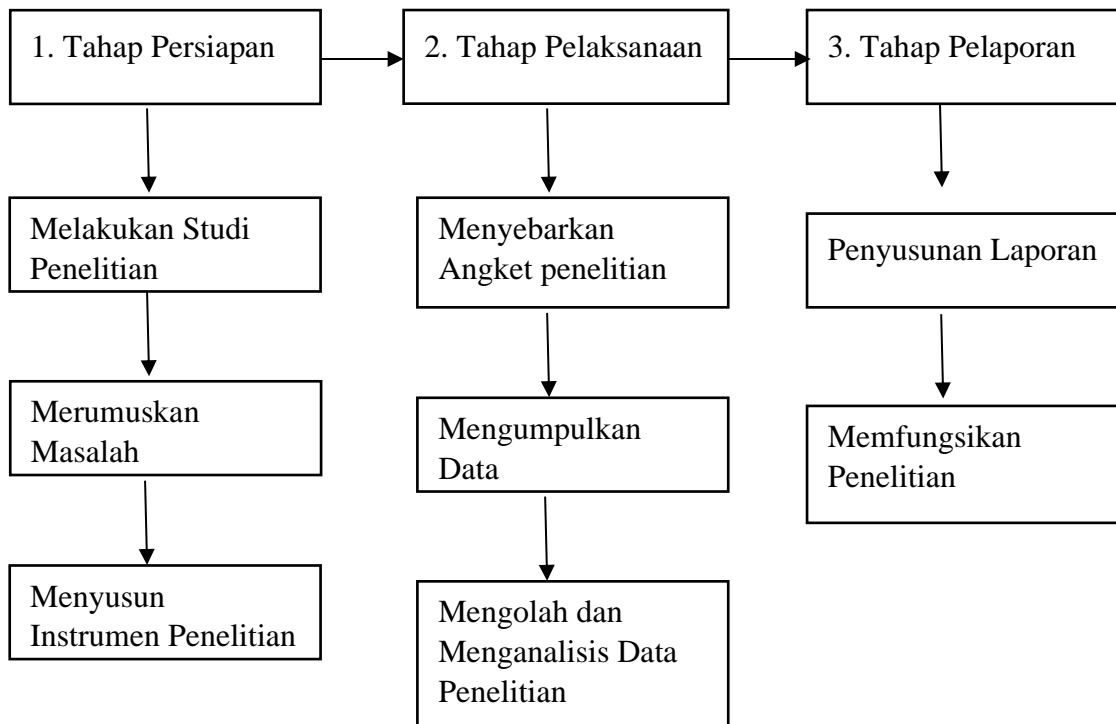 1. Tahap Persiapan
2. Tahap Pelaksanaan
3. Tahap Pelaporan
Melakukan Studi
Penelitian
Merumuskan
Masalah
Menyusun
Instrumen Penelitian
Menyebarkan
Angket penelitian
Mengumpulkan
Data
Mengolah dan
Menganalisis Data
Penelitian
Penyusunan Laporan
Memfungsikan
Penelitian